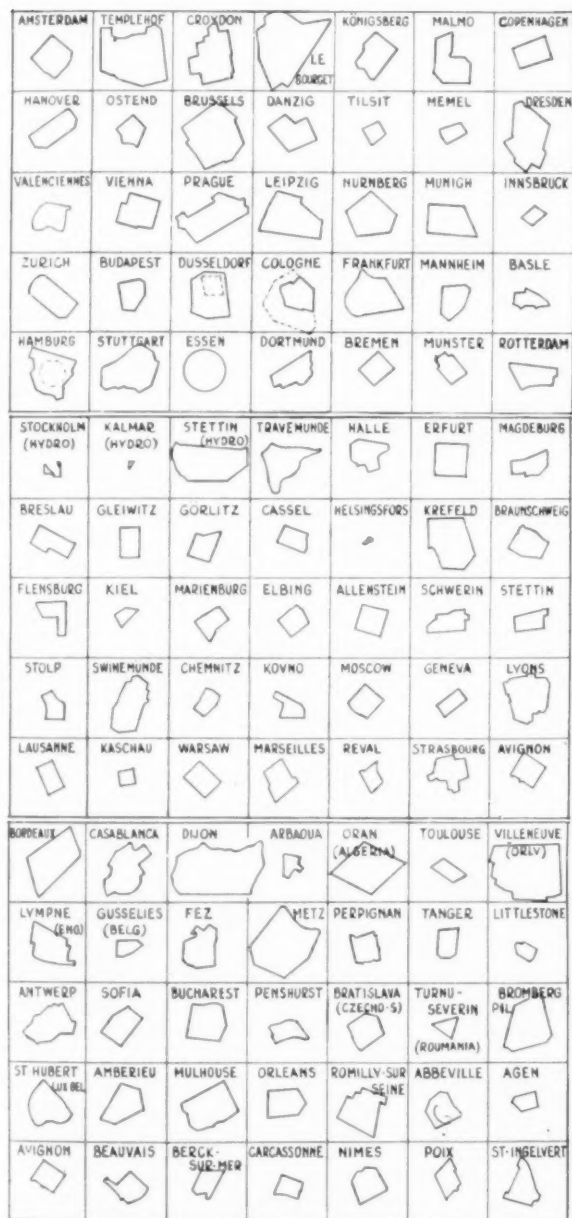 AMSTERDAM TEMPLEHOF CROXDON LE BOURGET KÖNIGSBERG MALMO COPENHAGEN
HANOVER OSTEND BRUSSELS DANZIG TILSIT MEMEL DRESDEN
VALENCIENNES VIENNA PRAGUE LEIPZIG NURNBERG MUNIGH INNSBRUCK
ZURICH BUDAPEST DUSSELDORF COLOGNE FRANKFURT MANNHEIM BASLE
HAMBURG STUTTGART ESSEN DORTMUND BREMEN MUNSTER ROTTERDAM
STOCKHOLM (HYDRO) KALMAR (HYDRO) STETTIN (HYDRO) TRAVEMUNDE HALLE ERFURT MAGDEBURG
BRESLAU GLEIWITZ GÖRLITZ CASSEL HELSINGSFORS KREFELD BRAUNSCHWEIG
FLENSBURG KIEL MARIENBURG ELBING ALLENSTEIN SCHWERIN STETTIN
STOLP SWINEMUNDE CHEMNITZ KOVNO MOSCOW GENEVA LYONS
LAUSANNE KASCHAU WARSAW MARSEILLES REVAL STRASBOURG AVIGNON
BORDEAUX CASABLANCA DIJON ARBAOUA ORAN (ALGERIA) TOULOUSE VILLENEUVE (ORLY)
LYMPNE (ENG) GUSSELIES (BELG) FEZ METZ PERPIGNAN TANGER LITTLESTONE
ANTWERP SOFIA BUCHAREST PENSHURST BRATISLAVA (CZECHO-S) TURNU-SEVERIN (ROUMANIA) BROMBERG POL
ST HUBERT LUX BEL AMBERIEU MULHOUSE ORLEANS ROMILLY-SUR SEINE ABBEVILLE AGEN
AVIGNON BEAUVAIS BERCK-SUR-MER CARCASSONNE NIMES POIX ST-INGELVERT